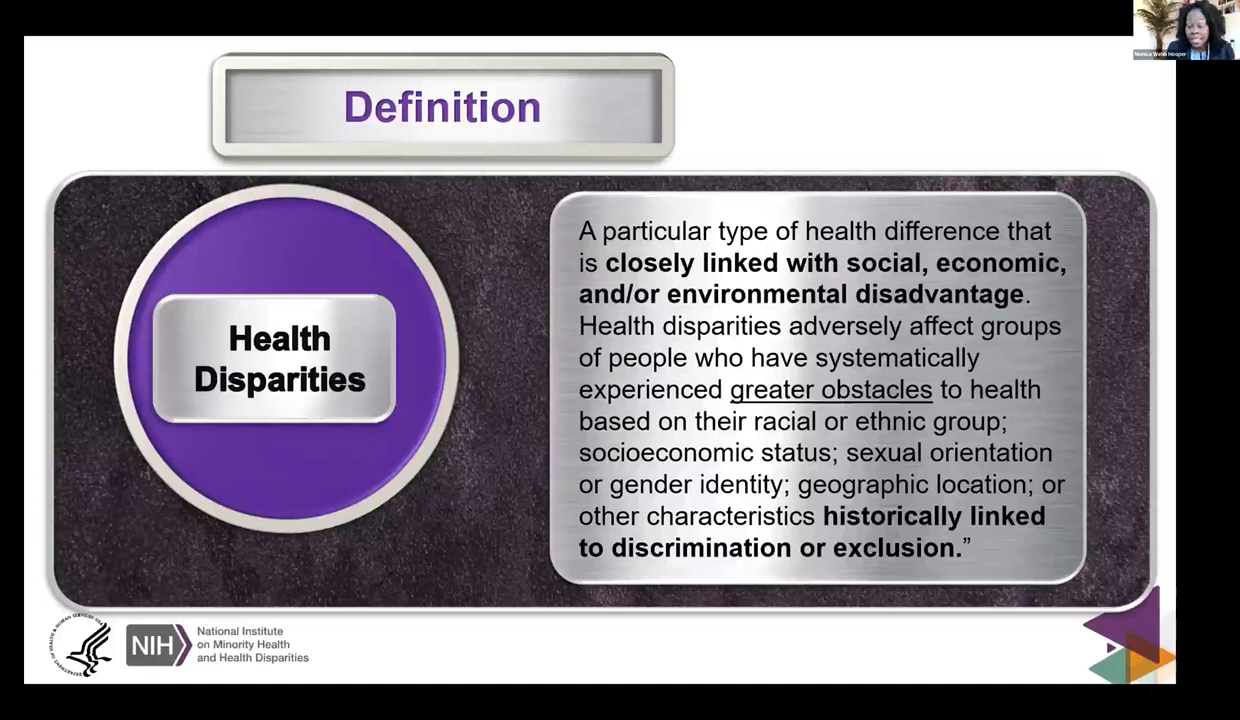 Monica Webb Hooper
Definition
Health
Disparities
A particular type of health difference that
is closely linked with social, economic,
and/or environmental disadvantage.
Health disparities adversely affect groups
of people who have systematically
experienced greater obstacles to health
based on their racial or ethnic group;
socioeconomic status; sexual orientation
or gender identity; geographic location; or
other characteristics historically linked
to discrimination or exclusion.”
NIH
National Institute
on Minority Health
and Health Disparities